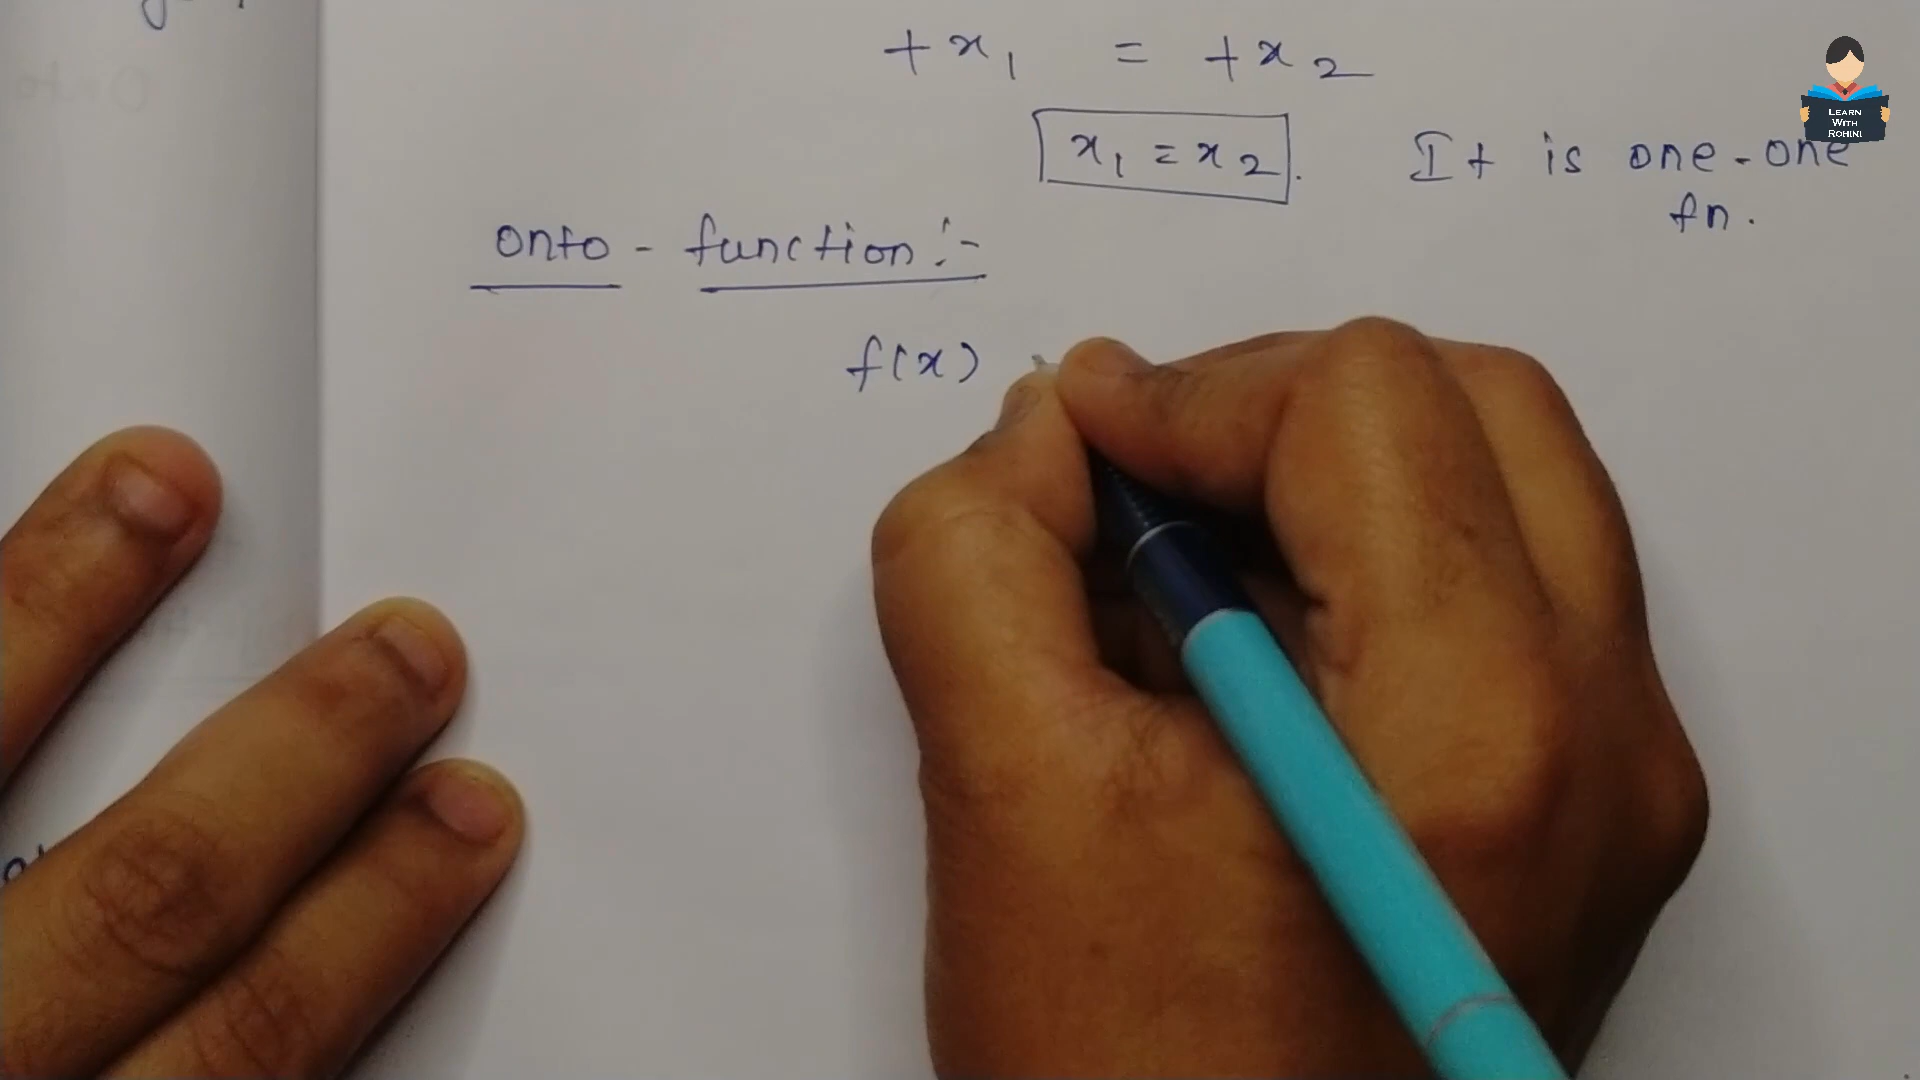 +x₁ = +x₂
x₁ = x₂. It is one-one
fn.
Onto - function :-
f(x)
LEARN
WITH
ROHINI